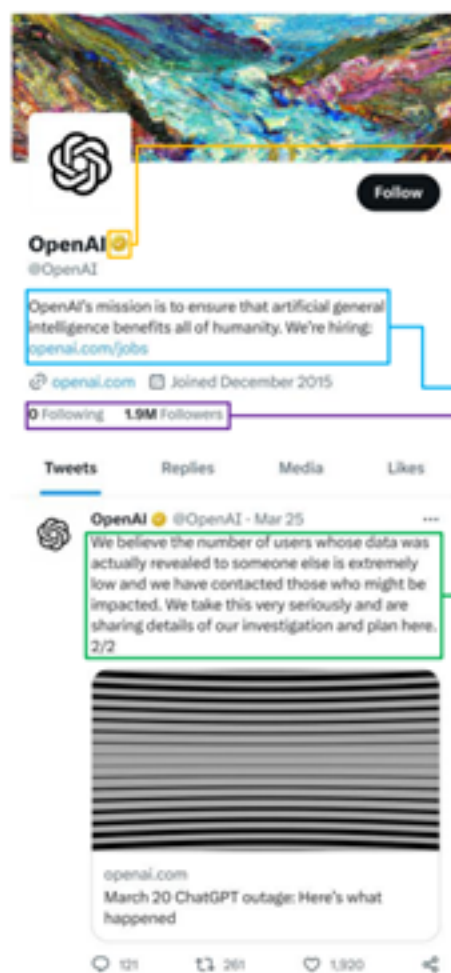 Follow
OpenAI
@OpenAI
OpenAI's mission is to ensure that artificial general
intelligence benefits all of humanity. We're hiring:
openai.com/jobs
openai.com Joined December 2015
0 Following 1.9M Followers
Tweets Replies Media Likes
OpenAI @OpenAI · Mar 25 ···
We believe the number of users whose data was
actually revealed to someone else is extremely
low and we have contacted those who might be
impacted. We take this very seriously and are
sharing details of our investigation and plan here.
2/2
openai.com
March 20 ChatGPT outage: Here's what
happened
121 261 1,920